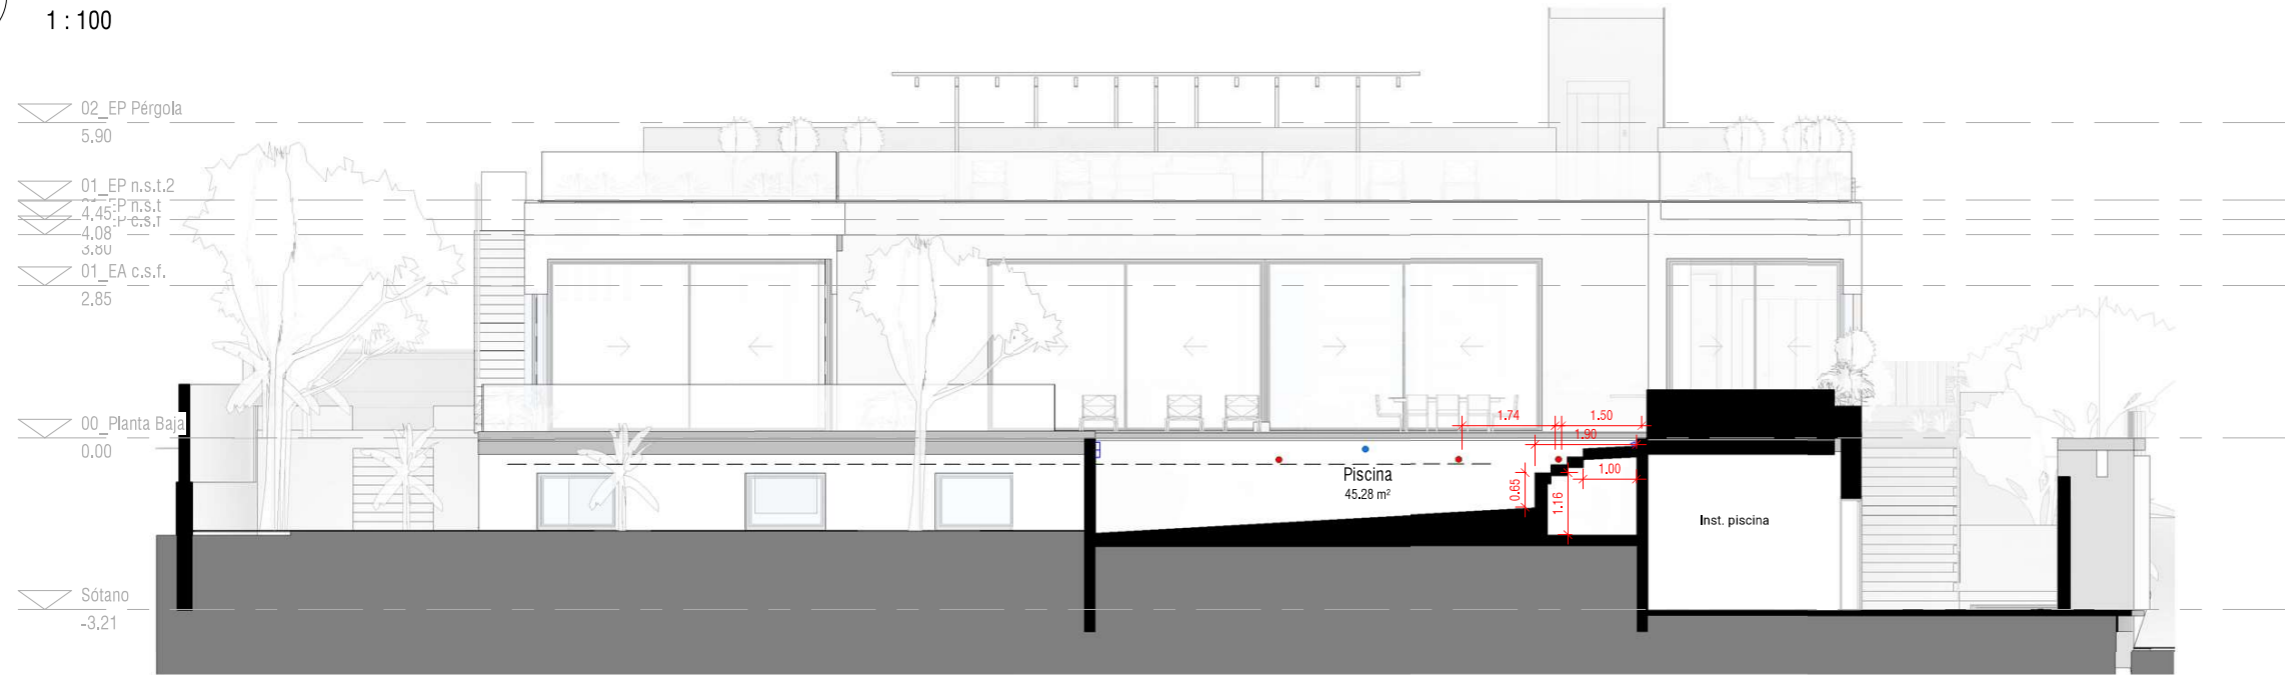 1 : 100
02_EP Pérgola
5.90
01_EP n.s.t.2
EP n.s.t
4.45
4.08
3.80
01_EA c.s.f.
2.85
00_Planta Baja
0.00
1.74
1.50
1.90
1.00
0.65
1.16
Piscina
45.28 m²
Inst. piscina
Sótano
-3.21